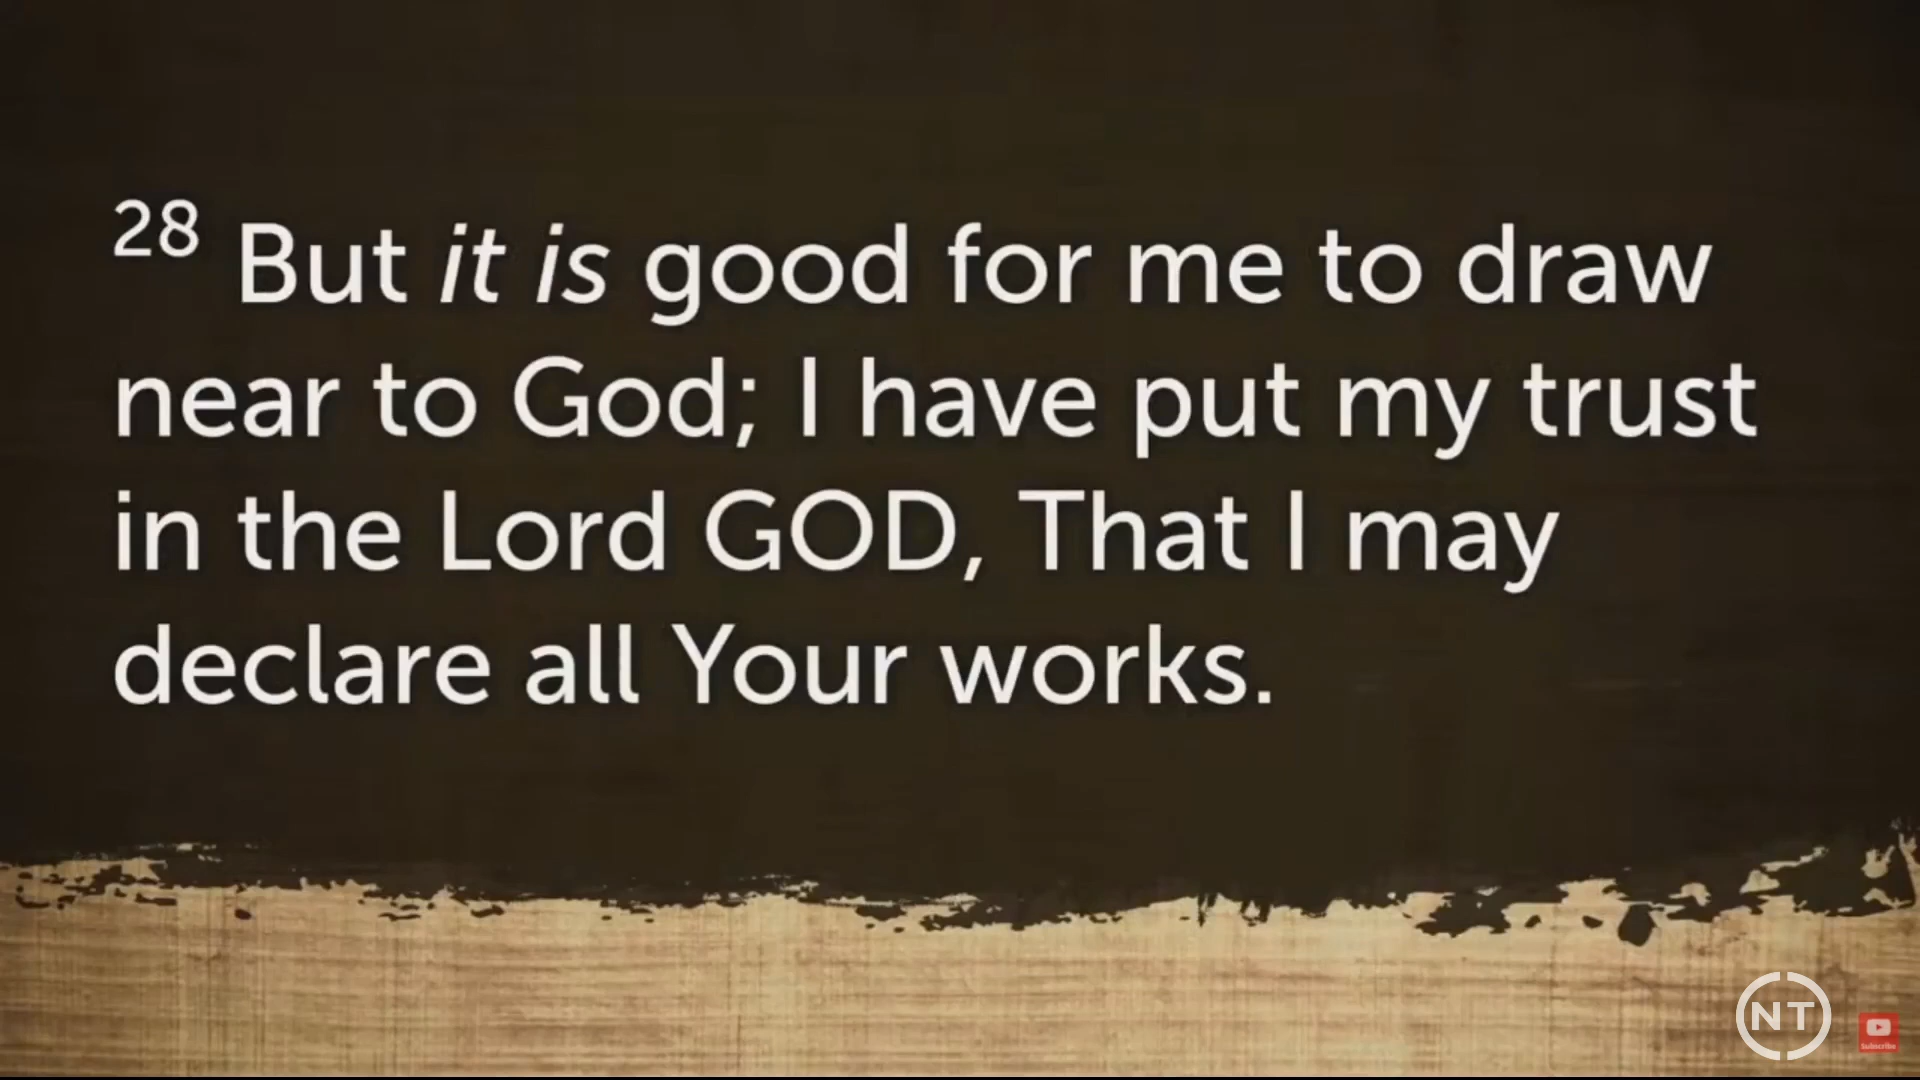 28 But it is good for me to draw
near to God; I have put my trust
in the Lord GOD, That I may
declare all Your works.
NT
Subscribe